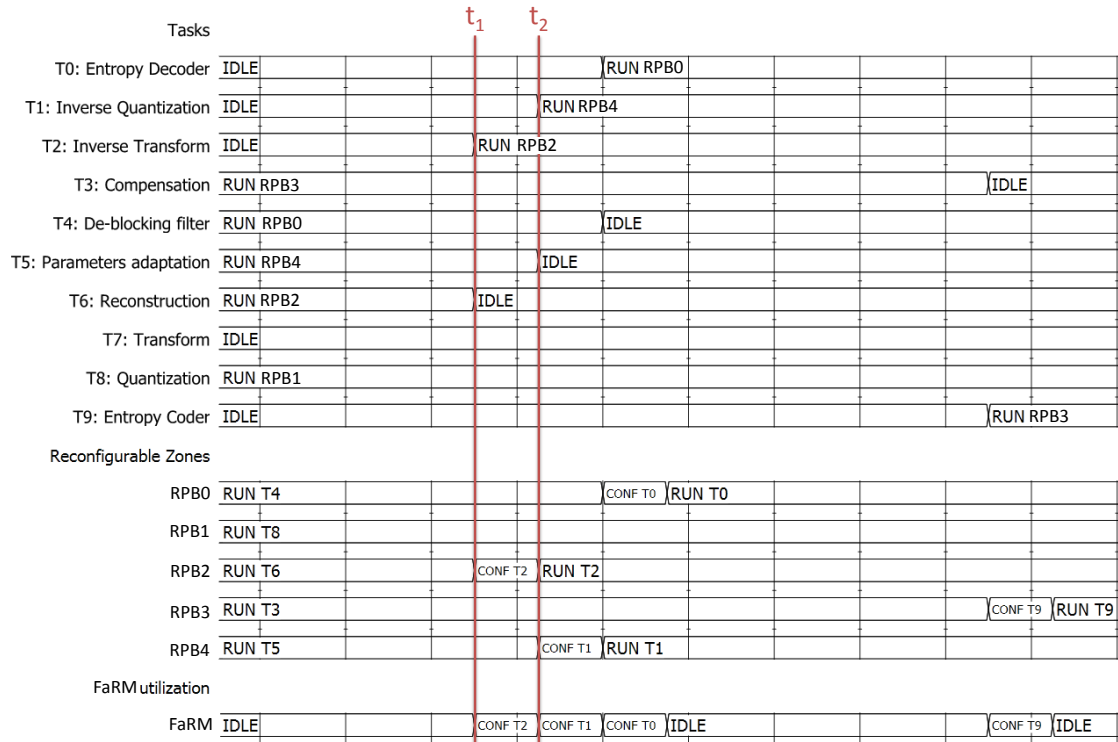 t1 t2
Tasks
T0: Entropy Decoder IDLE RUN RPB0
T1: Inverse Quantization IDLE RUN RPB4
T2: Inverse Transform IDLE RUN RPB2
T3: Compensation RUN RPB3 IDLE
T4: De-blocking filter RUN RPB0 IDLE
T5: Parameters adaptation RUN RPB4 IDLE
T6: Reconstruction RUN RPB2 IDLE
T7: Transform IDLE
T8: Quantization RUN RPB1
T9: Entropy Coder IDLE RUN RPB3
Reconfigurable Zones
RPB0 RUN T4 CONF T0 RUN T0
RPB1 RUN T8
RPB2 RUN T6 CONF T2 RUN T2
RPB3 RUN T3 CONF T9 RUN T9
RPB4 RUN T5 CONF T1 RUN T1
FaRM utilization
FaRM IDLE CONF T2 CONF T1 CONF T0 IDLE CONF T9 IDLE